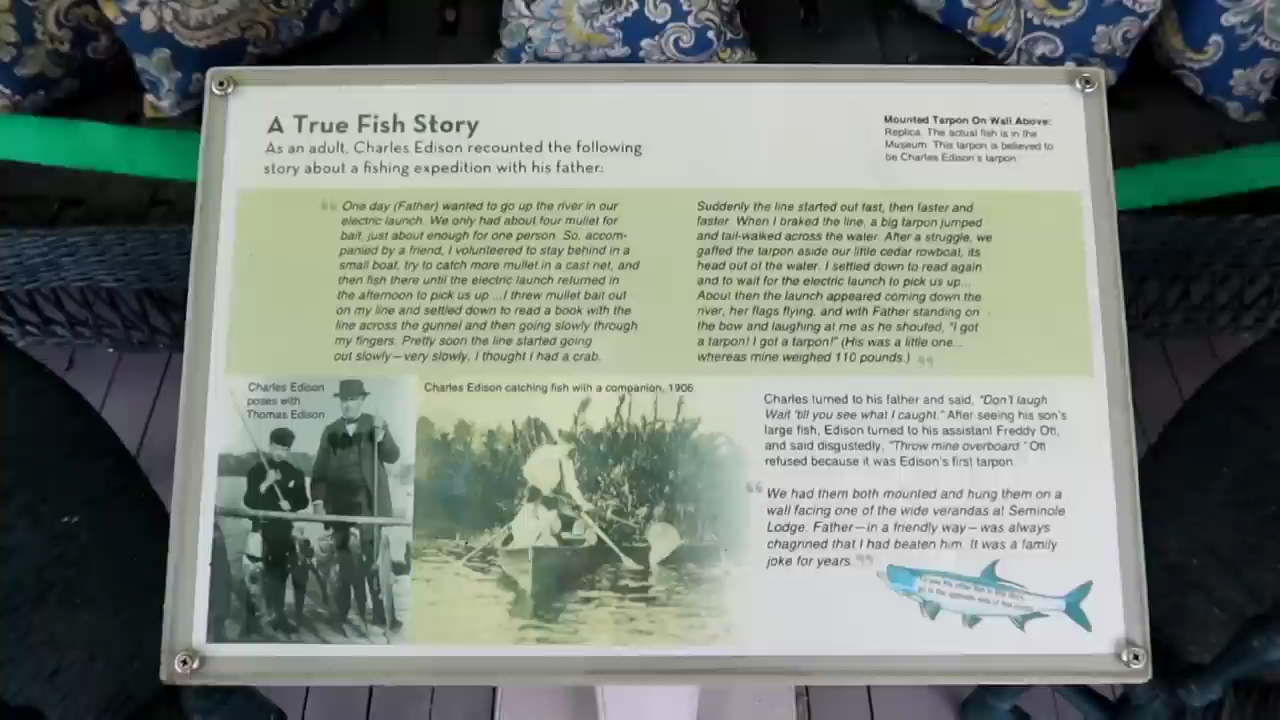 A True Fish Story
As an adult, Charles Edison recounted the following
story about a fishing expedition with his father:
Mounted Tarpon On Wall Above:
Replica. The actual fish is in the
Museum. This tarpon is believed to
be Charles Edison's tarpon.
“ One day (Father) wanted to go up the river in our
electric launch. We only had about four mullet for
bait, just about enough for one person. So, accom-
panied by a friend, I volunteered to stay behind in a
small boat, try to catch more mullet in a cast net, and
then fish there until the electric launch returned in
the afternoon to pick us up ...I threw mullet bait out
on my line and settled down to read a book with the
line across the gunnel and then going slowly through
my fingers. Pretty soon the line started going
out slowly—very slowly. I thought I had a crab.
Suddenly the line started out fast, then faster and
faster. When I braked the line, a big tarpon jumped
and tail-walked across the water. After a struggle, we
gaffed the tarpon aside our little cedar rowboat, its
head out of the water. I settled down to read again
and to wait for the electric launch to pick us up...
About then the launch appeared coming down the
river, her flags flying, and with Father standing on
the bow and laughing at me as he shouted, "I got
a tarpon! I got a tarpon!" (His was a little one...
whereas mine weighed 110 pounds.) ”
Charles Edison
poses with
Thomas Edison
Charles Edison catching fish with a companion, 1906.
Charles turned to his father and said, "Don't laugh.
Wait 'till you see what I caught." After seeing his son's
large fish, Edison turned to his assistant Freddy Ott,
and said disgustedly, "Throw mine overboard." Ott
refused because it was Edison's first tarpon.
“ We had them both mounted and hung them on a
wall facing one of the wide verandas at Seminole
Lodge. Father—in a friendly way—was always
chagrined that I had beaten him. It was a family
joke for years. ”